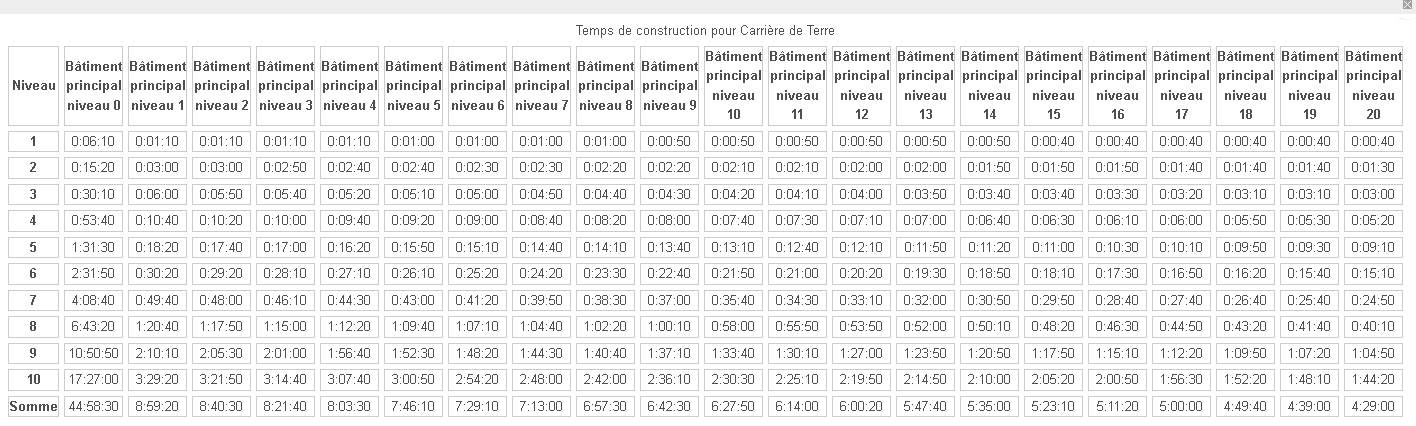 Temps de construction pour Carrière de Terre
Niveau Bâtiment principal niveau 0 Bâtiment principal niveau 1 Bâtiment principal niveau 2 Bâtiment principal niveau 3 Bâtiment principal niveau 4 Bâtiment principal niveau 5 Bâtiment principal niveau 6 Bâtiment principal niveau 7 Bâtiment principal niveau 8 Bâtiment principal niveau 9 Bâtiment principal niveau 10 Bâtiment principal niveau 11 Bâtiment principal niveau 12 Bâtiment principal niveau 13 Bâtiment principal niveau 14 Bâtiment principal niveau 15 Bâtiment principal niveau 16 Bâtiment principal niveau 17 Bâtiment principal niveau 18 Bâtiment principal niveau 19 Bâtiment principal niveau 20
1 0:06:10 0:01:10 0:01:10 0:01:10 0:01:10 0:01:00 0:01:00 0:01:00 0:01:00 0:00:50 0:00:50 0:00:50 0:00:50 0:00:50 0:00:50 0:00:40 0:00:40 0:00:40 0:00:40 0:00:40 0:00:40
2 0:15:20 0:03:00 0:03:00 0:02:50 0:02:40 0:02:40 0:02:30 0:02:30 0:02:20 0:02:20 0:02:10 0:02:10 0:02:00 0:02:00 0:01:50 0:01:50 0:01:50 0:01:40 0:01:40 0:01:40 0:01:30
3 0:30:10 0:06:00 0:05:50 0:05:40 0:05:20 0:05:10 0:05:00 0:04:50 0:04:40 0:04:30 0:04:20 0:04:10 0:04:00 0:03:50 0:03:40 0:03:40 0:03:30 0:03:20 0:03:10 0:03:10 0:03:00
4 0:53:40 0:10:40 0:10:20 0:10:00 0:09:40 0:09:20 0:09:00 0:08:40 0:08:20 0:08:00 0:07:40 0:07:30 0:07:10 0:07:00 0:06:40 0:06:30 0:06:10 0:06:00 0:05:50 0:05:30 0:05:20
5 1:31:30 0:18:20 0:17:40 0:17:00 0:16:20 0:15:50 0:15:10 0:14:40 0:14:10 0:13:40 0:13:10 0:12:40 0:12:10 0:11:50 0:11:20 0:11:00 0:10:30 0:10:10 0:09:50 0:09:30 0:09:10
6 2:31:50 0:30:20 0:29:20 0:28:10 0:27:10 0:26:10 0:25:20 0:24:20 0:23:30 0:22:40 0:21:50 0:21:00 0:20:20 0:19:30 0:18:50 0:18:10 0:17:30 0:16:50 0:16:20 0:15:40 0:15:10
7 4:08:40 0:49:40 0:48:00 0:46:10 0:44:30 0:43:00 0:41:20 0:39:50 0:38:30 0:37:00 0:35:40 0:34:30 0:33:10 0:32:00 0:30:50 0:29:50 0:28:40 0:27:40 0:26:40 0:25:40 0:24:50
8 6:43:20 1:20:40 1:17:50 1:15:00 1:12:20 1:09:40 1:07:10 1:04:40 1:02:20 1:00:10 0:58:00 0:55:50 0:53:50 0:52:00 0:50:10 0:48:20 0:46:30 0:44:50 0:43:20 0:41:40 0:40:10
9 10:50:50 2:10:10 2:05:30 2:01:00 1:56:40 1:52:30 1:48:20 1:44:30 1:40:40 1:37:10 1:33:40 1:30:10 1:27:00 1:23:50 1:20:50 1:17:50 1:15:10 1:12:20 1:09:50 1:07:20 1:04:50
10 17:27:00 3:29:20 3:21:50 3:14:40 3:07:40 3:00:50 2:54:20 2:48:00 2:42:00 2:36:10 2:30:30 2:25:10 2:19:50 2:14:50 2:10:00 2:05:20 2:00:50 1:56:30 1:52:20 1:48:10 1:44:20
Somme 44:58:30 8:59:20 8:40:30 8:21:40 8:03:30 7:46:10 7:29:10 7:13:00 6:57:30 6:42:30 6:27:50 6:14:00 6:00:20 5:47:40 5:35:00 5:23:10 5:11:20 5:00:00 4:49:40 4:39:00 4:29:00